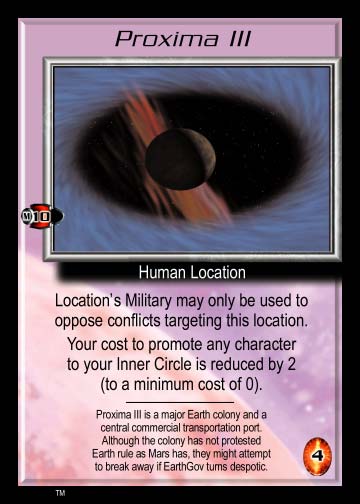 Proxima III
M 10
Human Location
Location's Military may only be used to
oppose conflicts targeting this location.
Your cost to promote any character
to your Inner Circle is reduced by 2
(to a minimum cost of 0).
Proxima III is a major Earth colony and a
central commercial transportation port.
Although the colony has not protested
Earth rule as Mars has, they might attempt
to break away if EarthGov turns despotic.
4
TM